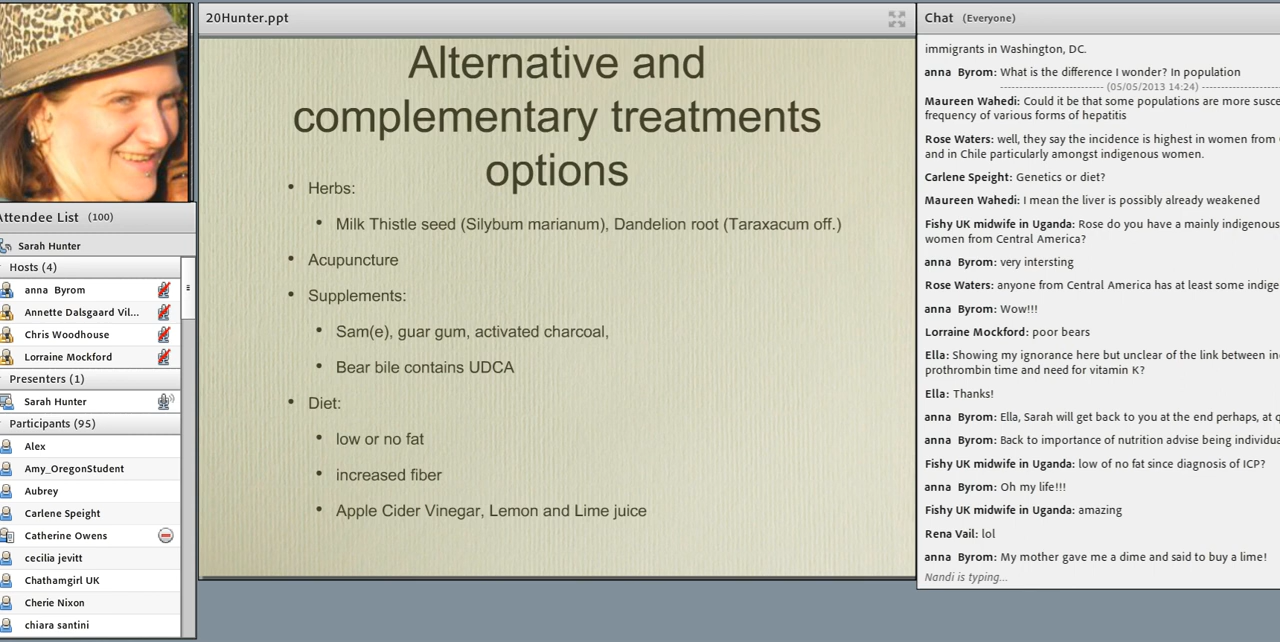 20Hunter.ppt
Alternative and
complementary treatments
options
Herbs:
Milk Thistle seed (Silybum marianum), Dandelion root (Taraxacum off.)
Acupuncture
Supplements:
Sam(e), guar gum, activated charcoal,
Bear bile contains UDCA
Diet:
low or no fat
increased fiber
Apple Cider Vinegar, Lemon and Lime juice
Attendee List (100)
Sarah Hunter
Hosts (4)
anna Byrom
Annette Dalsgaard Vil...
Chris Woodhouse
Lorraine Mockford
Presenters (1)
Sarah Hunter
Participants (95)
Alex
Amy_OregonStudent
Aubrey
Carlene Speight
Catherine Owens
cecilia jevitt
Chathamgirl UK
Cherie Nixon
chiara santini
Chat (Everyone)
immigrants in Washington, DC.
anna Byrom: What is the difference I wonder? In population
(05/05/2013 14:24)
Maureen Wahedi: Could it be that some populations are more
frequency of various forms of hepatitis
Rose Waters: well, they say the incidence is highest in women from
and in Chile particularly amongst indigenous women.
Carlene Speight: Genetics or diet?
Maureen Wahedi: I mean the liver is possibly already weakened
Fishy UK midwife in Uganda: Rose do you have a mainly indigenous
women from Central America?
anna Byrom: very intersting
Rose Waters: anyone from Central America has at least some
anna Byrom: Wow!!!
Lorraine Mockford: poor bears
Ella: Showing my ignorance here but unclear of the link between
prothrombin time and need for vitamin K?
Ella: Thanks!
anna Byrom: Ella, Sarah will get back to you at the end perhaps, at
anna Byrom: Back to importance of nutrition advise being
Fishy UK midwife in Uganda: low of no fat since diagnosis of ICP?
anna Byrom: Oh my life!!!
Fishy UK midwife in Uganda: amazing
Rena Vail: lol
anna Byrom: My mother gave me a dime and said to buy a lime!
Nandi is typing...